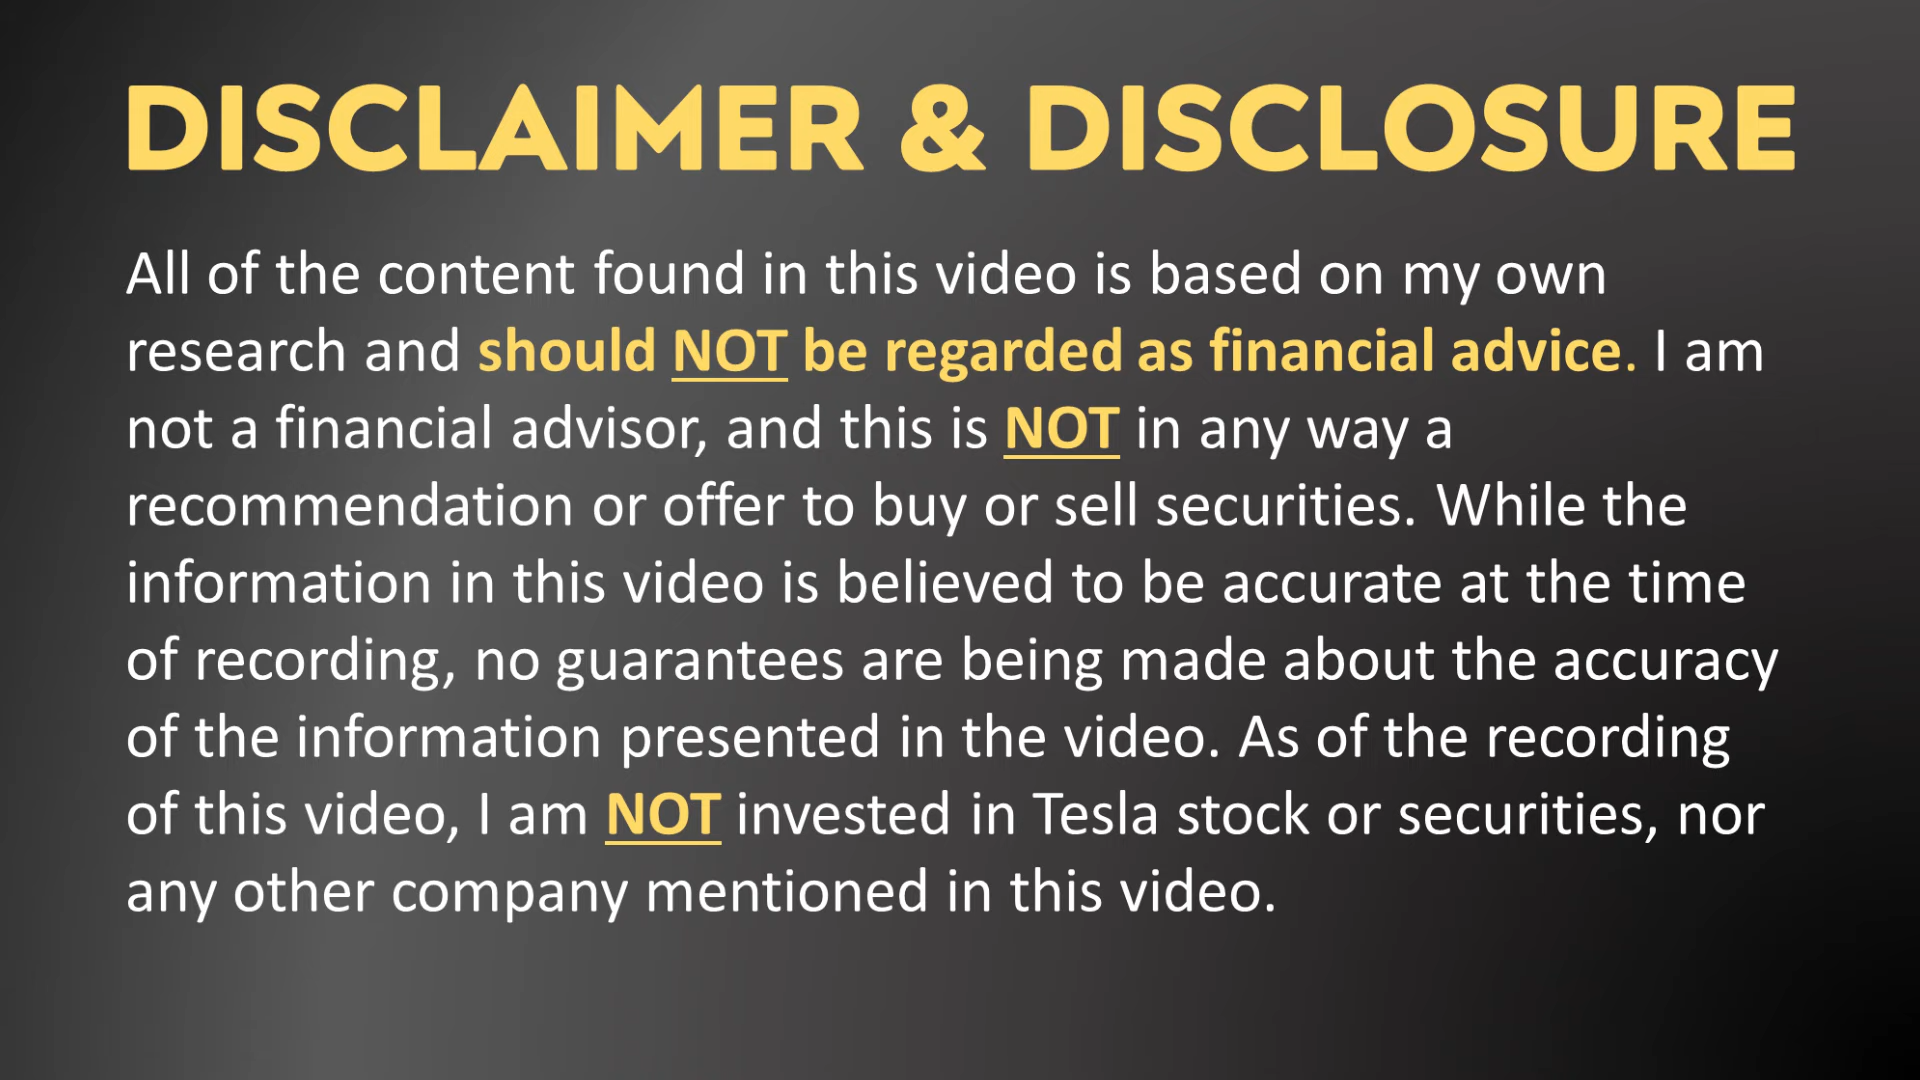 DISCLAIMER & DISCLOSURE
All of the content found in this video is based on my own
research and should NOT be regarded as financial advice. I am
not a financial advisor, and this is NOT in any way a
recommendation or offer to buy or sell securities. While the
information in this video is believed to be accurate at the time
of recording, no guarantees are being made about the accuracy
of the information presented in the video. As of the recording
of this video, I am NOT invested in Tesla stock or securities, nor
any other company mentioned in this video.